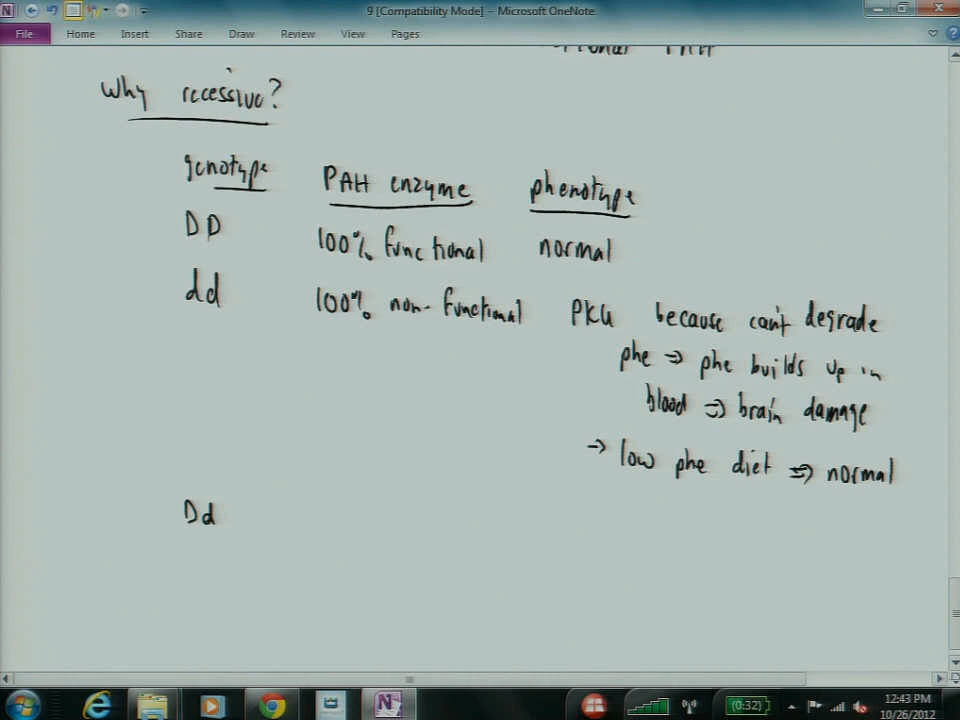 9 [Compatibility Mode] -- Microsoft OneNote
File Home Insert Share Draw Review View Pages
Why recessive?
genotype PAH enzyme phenotype
DD 100% functional normal
dd 100% non-functional PKU because can't degrade
phe ⇒ phe builds up in
blood ⇒ brain damage
→ low phe diet ⇒ normal
Dd
(0:32) 12:43 PM
10/26/2012